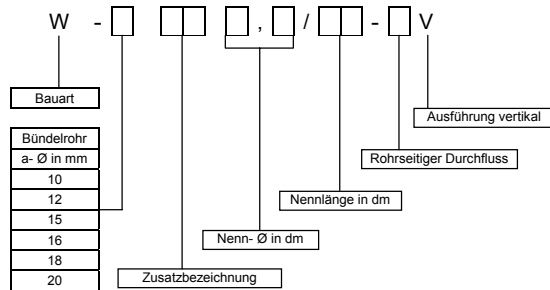 W - , / - V
Bauart
Ausführung vertikal
Bündelrohr
a- Ø in mm
Rohrseitiger Durchfluss
10
12
Nennlänge in dm
15
16
Nenn- Ø in dm
18
20
Zusatzbezeichnung